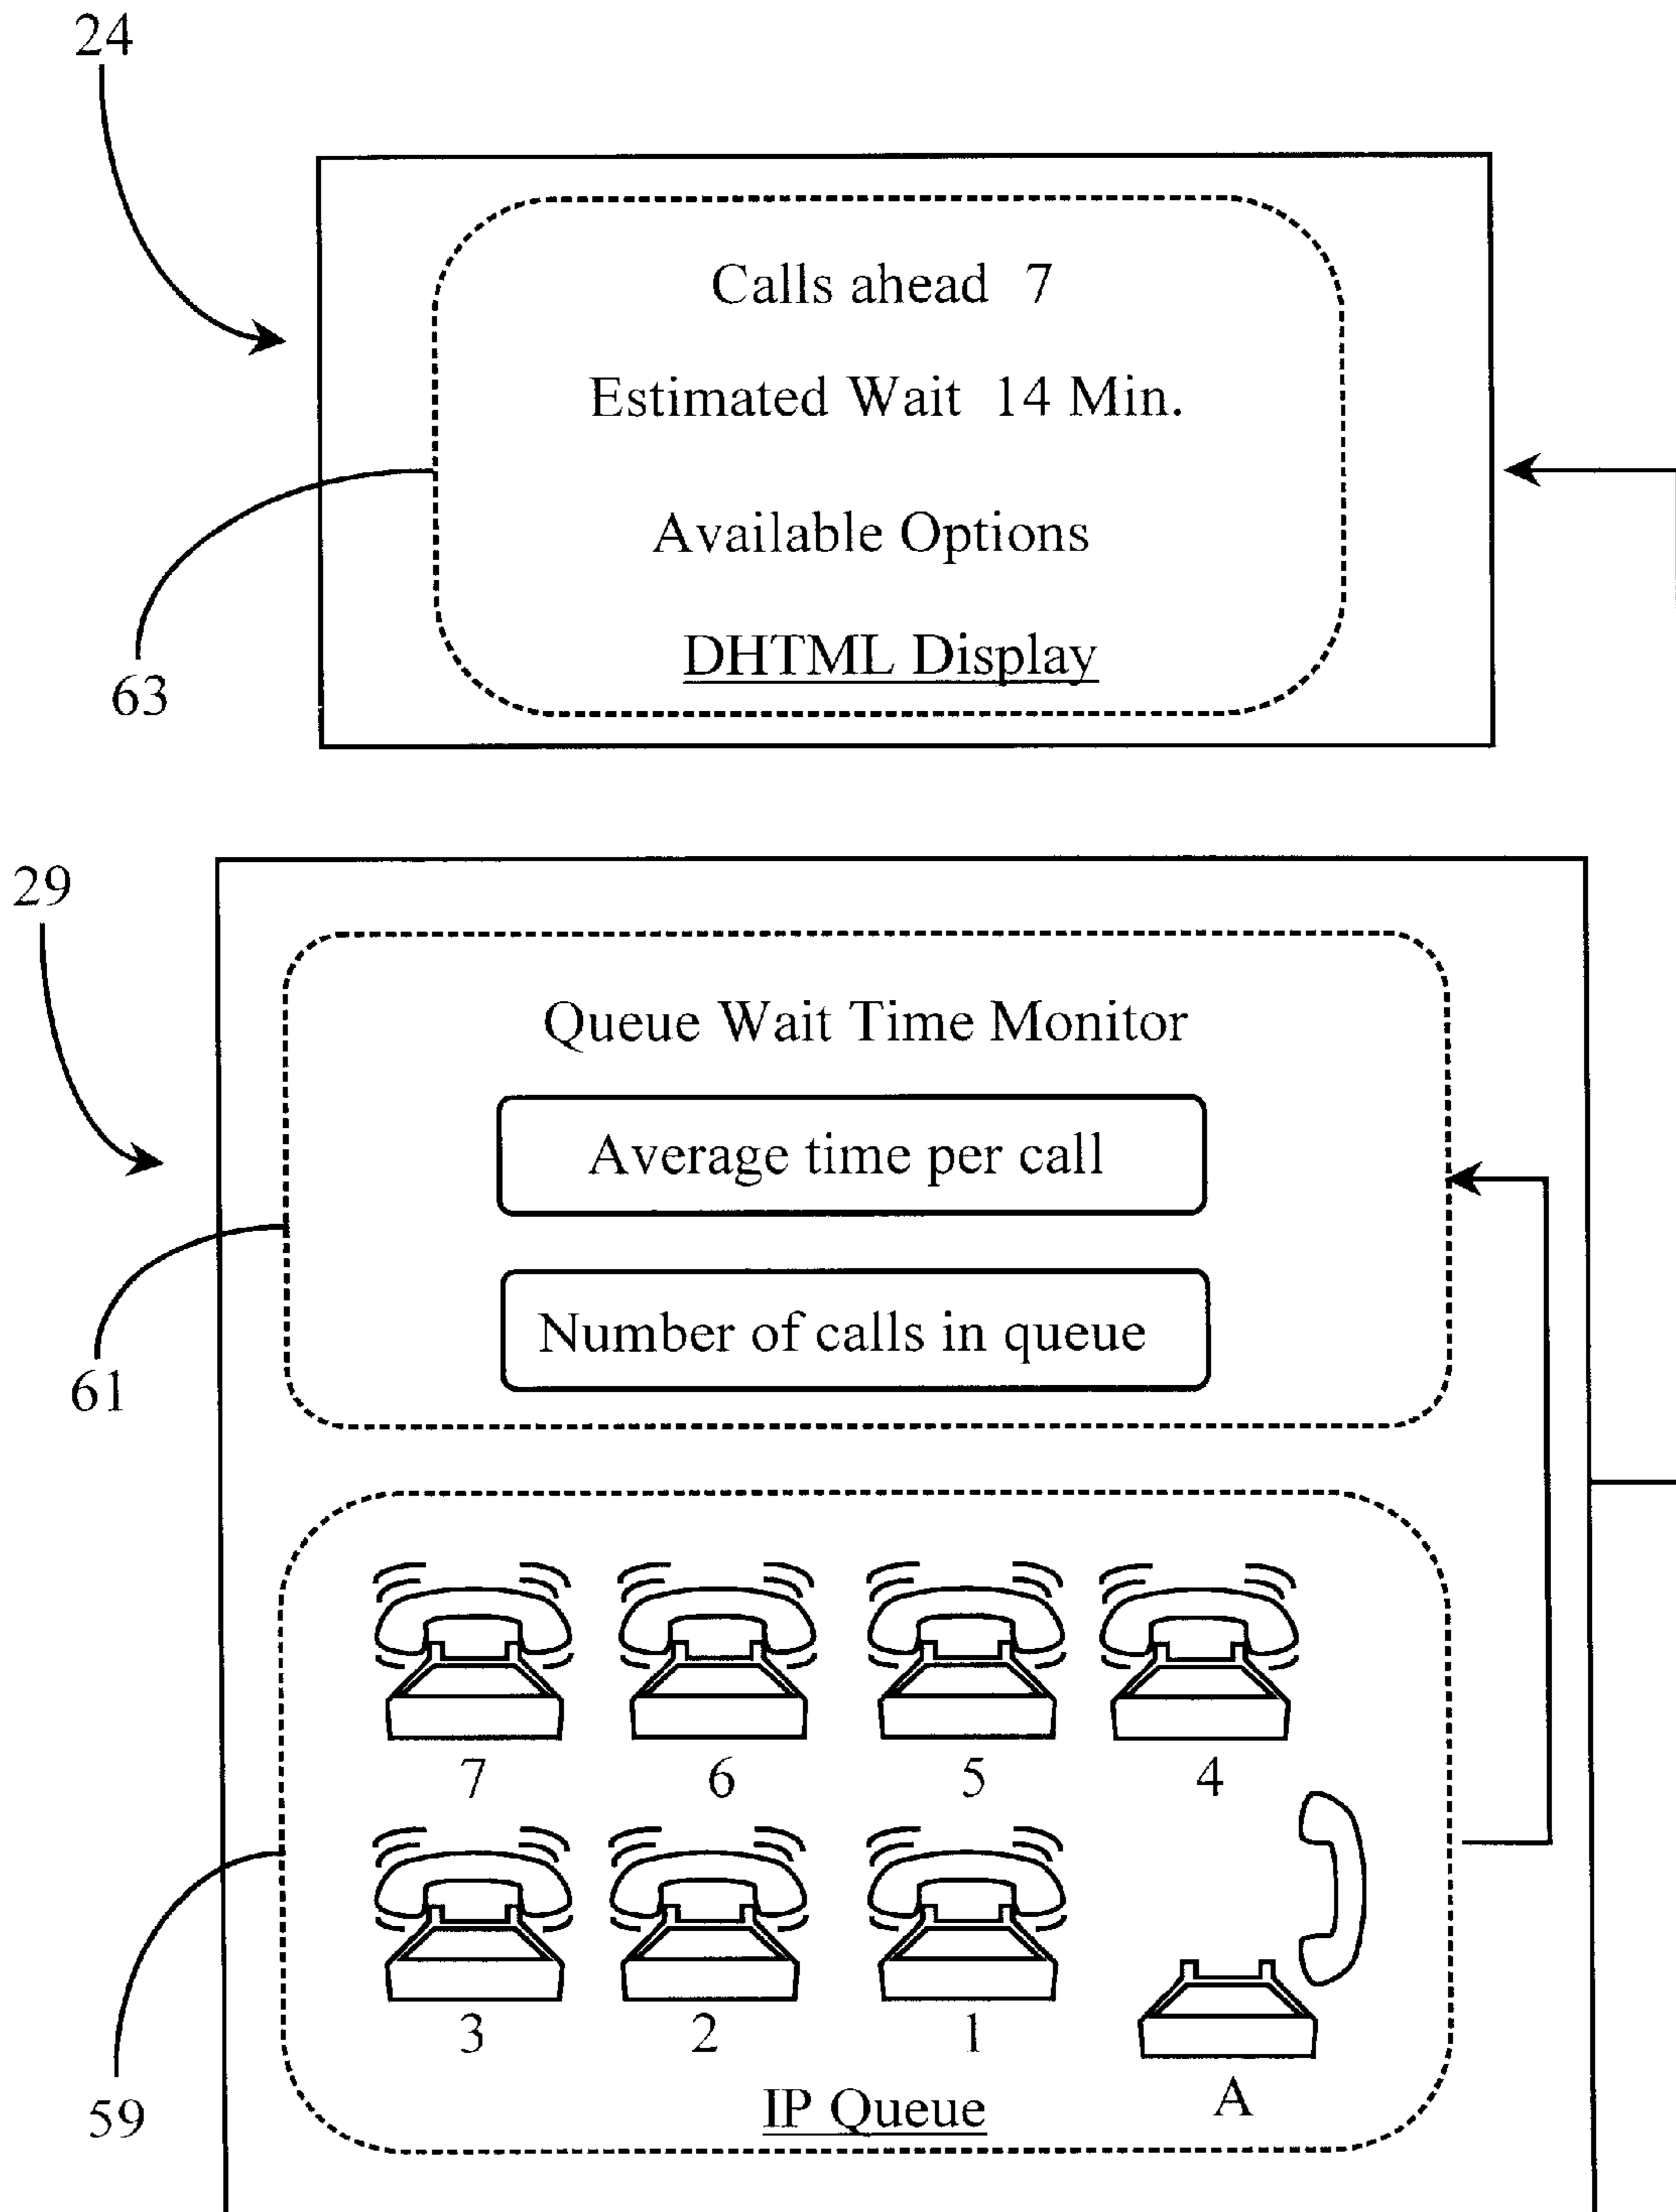 24
Calls ahead 7
Estimated Wait 14 Min.
Available Options
DHTML Display
63
29
Queue Wait Time Monitor
Average time per call
Number of calls in queue
61
7 6 5 4
3 2 1 A
59
IP Queue